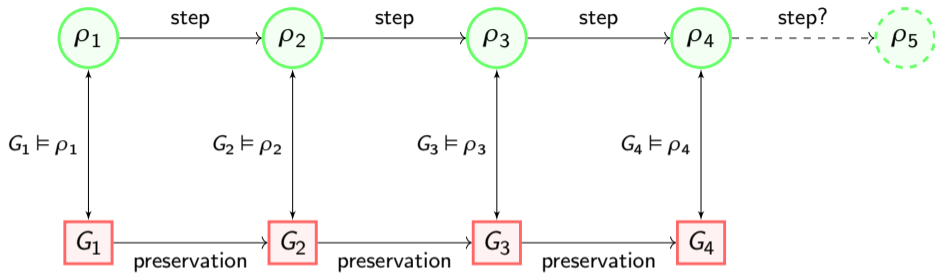 step step step step?
ρ₁ ρ₂ ρ₃ ρ₄ ρ₅
G₁ ⊨ ρ₁ G₂ ⊨ ρ₂ G₃ ⊨ ρ₃ G₄ ⊨ ρ₄
G₁ G₂ G₃ G₄
preservation preservation preservation